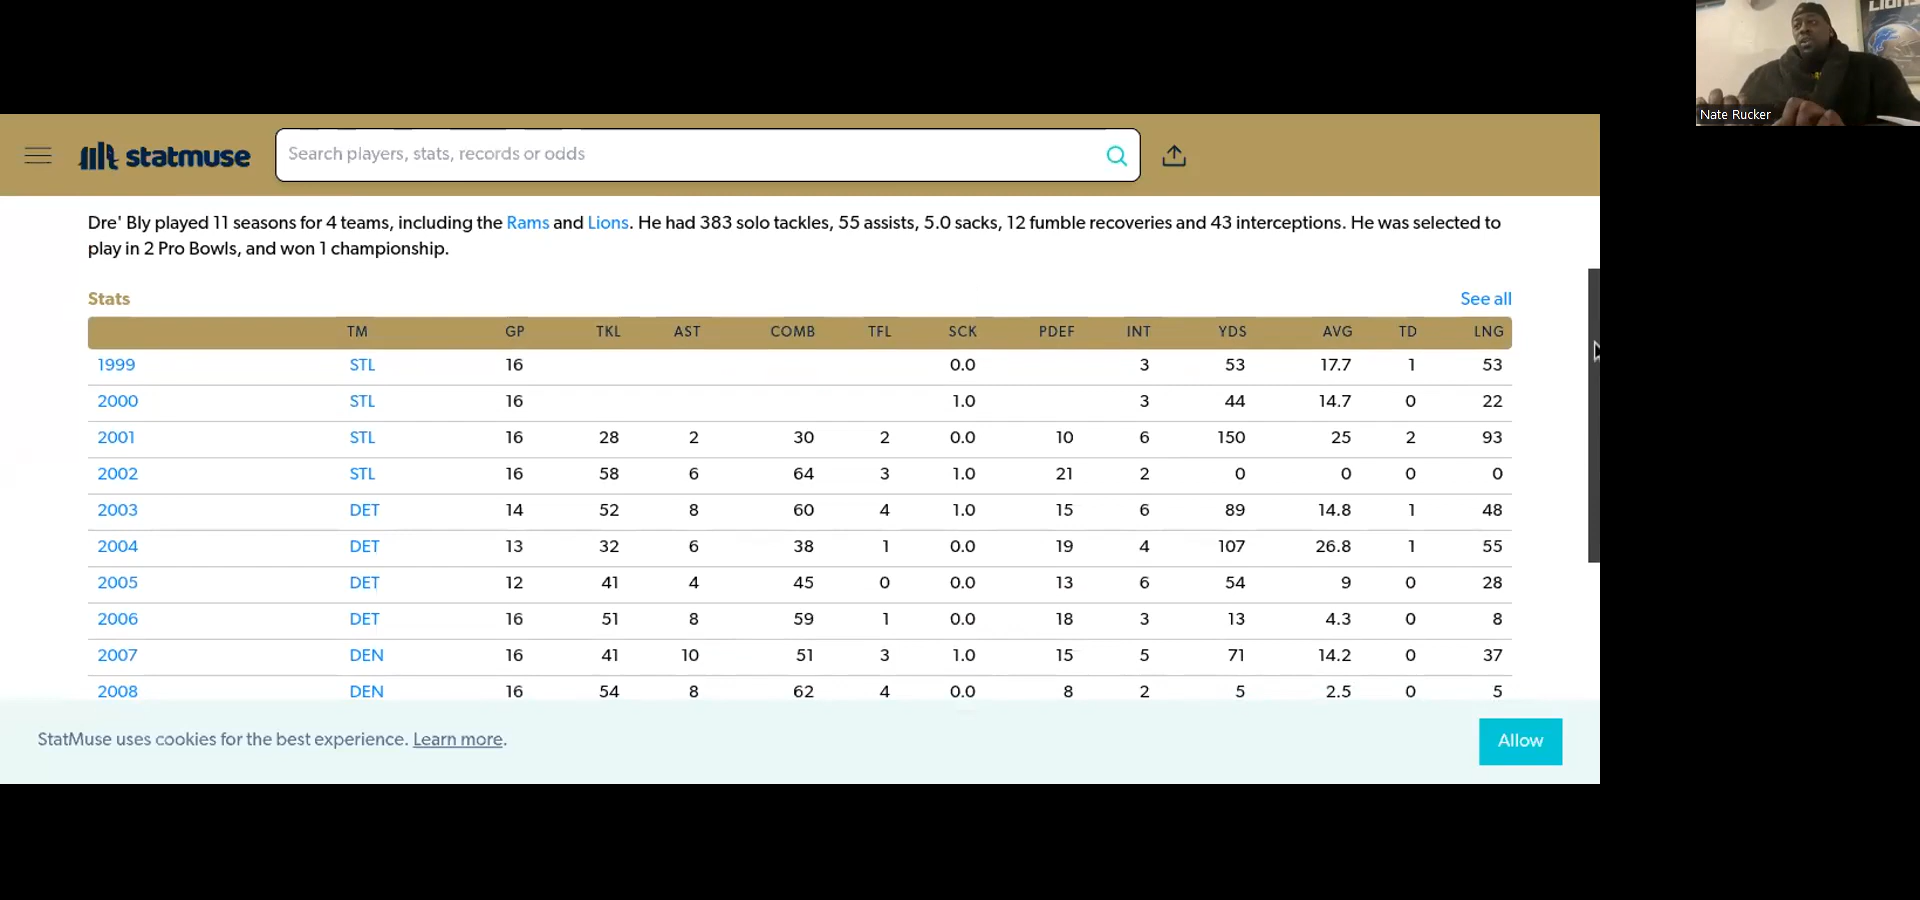 LIONS
Nate Rucker
statmuse
Search players, stats, records or odds
Dre' Bly played 11 seasons for 4 teams, including the Rams and Lions. He had 383 solo tackles, 55 assists, 5.0 sacks, 12 fumble recoveries and 43 interceptions. He was selected to
play in 2 Pro Bowls, and won 1 championship.
Stats See all
TM GP TKL AST COMB TFL SCK PDEF INT YDS AVG TD LNG
1999 STL 16 0.0 3 53 17.7 1 53
2000 STL 16 1.0 3 44 14.7 0 22
2001 STL 16 28 2 30 2 0.0 10 6 150 25 2 93
2002 STL 16 58 6 64 3 1.0 21 2 0 0 0 0
2003 DET 14 52 8 60 4 1.0 15 6 89 14.8 1 48
2004 DET 13 32 6 38 1 0.0 19 4 107 26.8 1 55
2005 DET 12 41 4 45 0 0.0 13 6 54 9 0 28
2006 DET 16 51 8 59 1 0.0 18 3 13 4.3 0 8
2007 DEN 16 41 10 51 3 1.0 15 5 71 14.2 0 37
2008 DEN 16 54 8 62 4 0.0 8 2 5 2.5 0 5
StatMuse uses cookies for the best experience. Learn more.
Allow